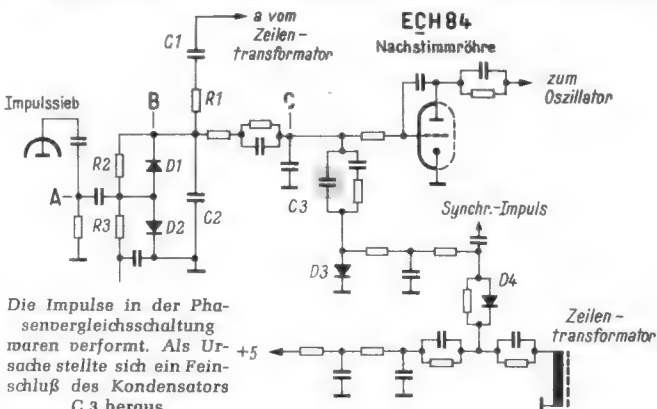 a vom
Zeilen-
transformator
ECH 84
Nachstimmröhre
C1
zum
Oszillator
Impulssieb
B
R1
C
R2
D1
A
C3
R3
D2
C2
Synchr.-Impuls
D3
D4
Zeilen-
transformator
+5
Die Impulse in der Pha-
senvergleichsschaltung
waren verformt. Als Ur-
sache stellte sich ein Fein-
schluß des Kondensators
C 3 heraus